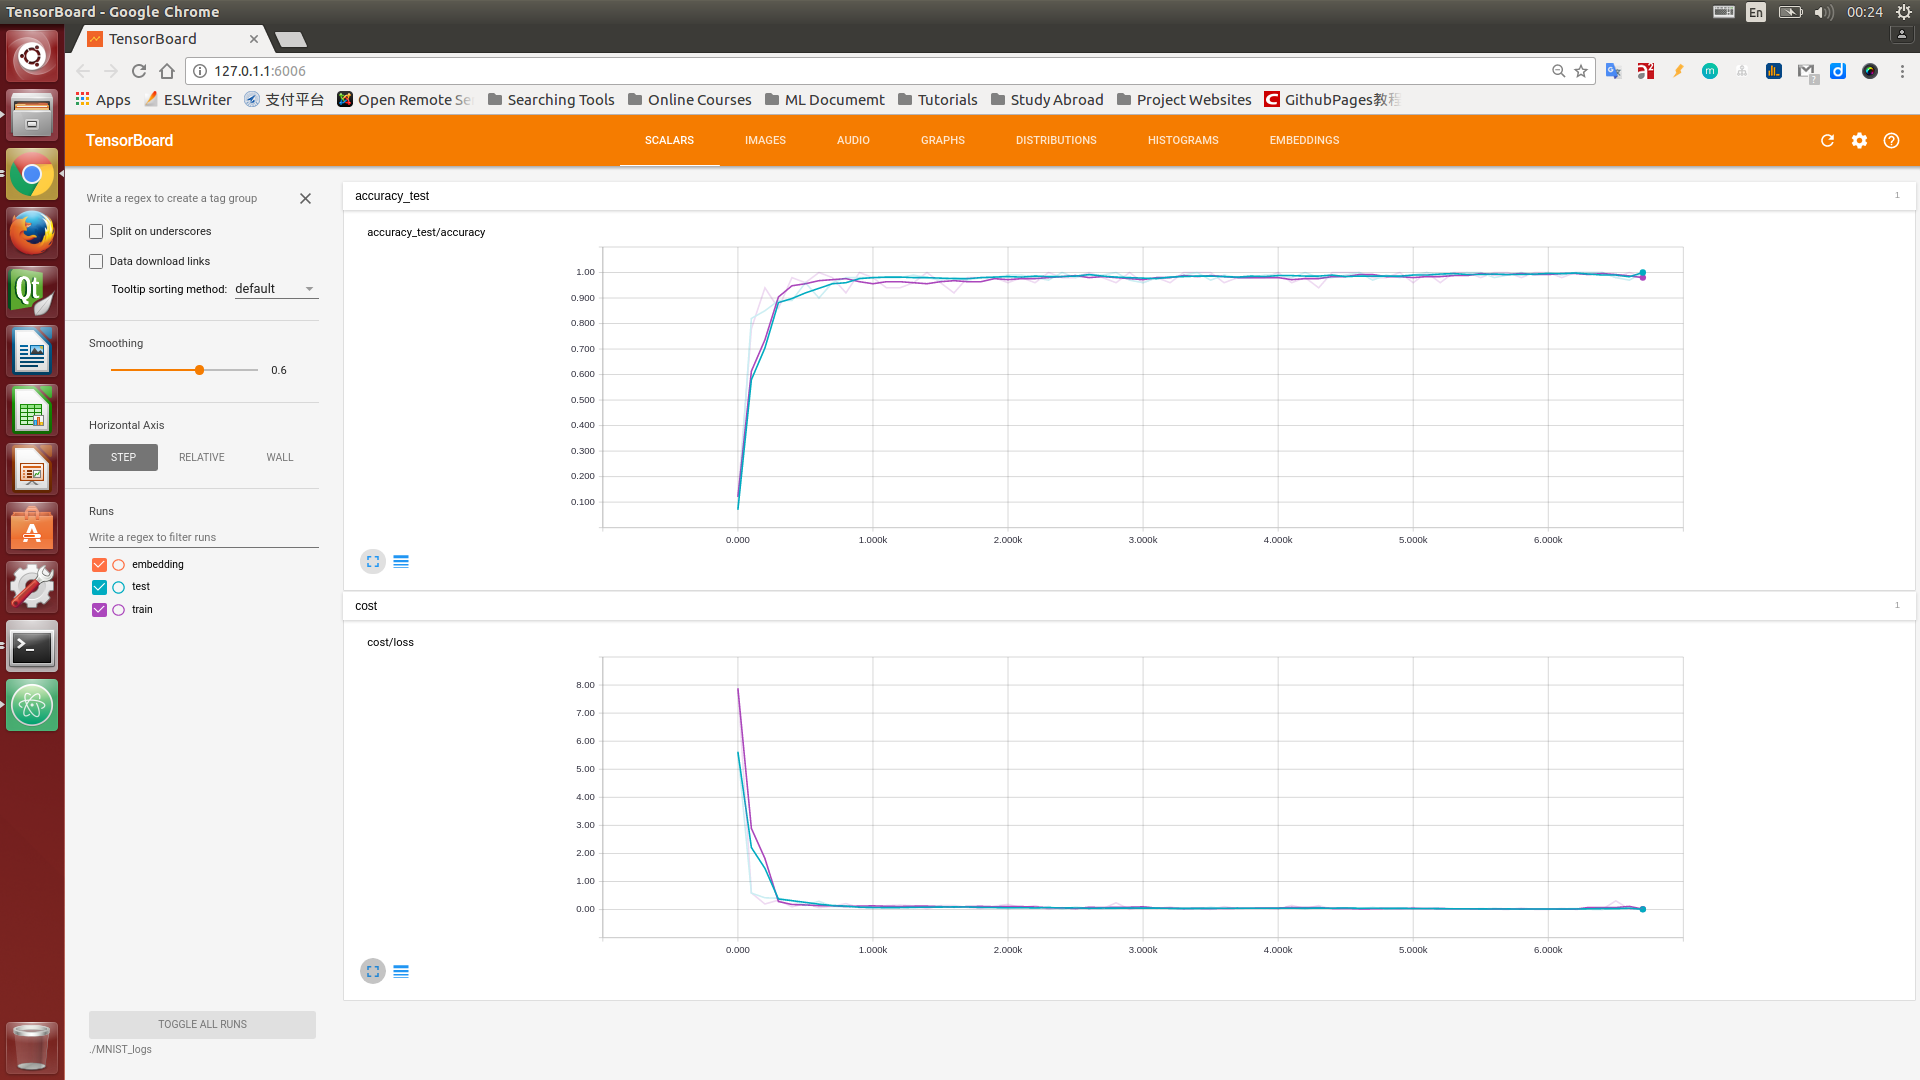 TensorBoard - Google Chrome
En
00:24
TensorBoard
127.0.1.1:6006
Apps ESLWriter 支付平台 Open Remote Se Searching Tools Online Courses ML Documemt Tutorials Study Abroad Project Websites GithubPages教程
TensorBoard SCALARS IMAGES AUDIO GRAPHS DISTRIBUTIONS HISTOGRAMS EMBEDDINGS
Write a regex to create a tag group
Split on underscores
Data download links
Tooltip sorting method: default
Smoothing
0.6
Horizontal Axis
STEP RELATIVE WALL
Runs
Write a regex to filter runs
embedding
test
train
TOGGLE ALL RUNS
./MNIST_logs
accuracy_test 1
accuracy_test/accuracy
1.00
0.900
0.800
0.700
0.600
0.500
0.400
0.300
0.200
0.100
0.000 1.000k 2.000k 3.000k 4.000k 5.000k 6.000k
cost 1
cost/loss
8.00
7.00
6.00
5.00
4.00
3.00
2.00
1.00
0.00
0.000 1.000k 2.000k 3.000k 4.000k 5.000k 6.000k